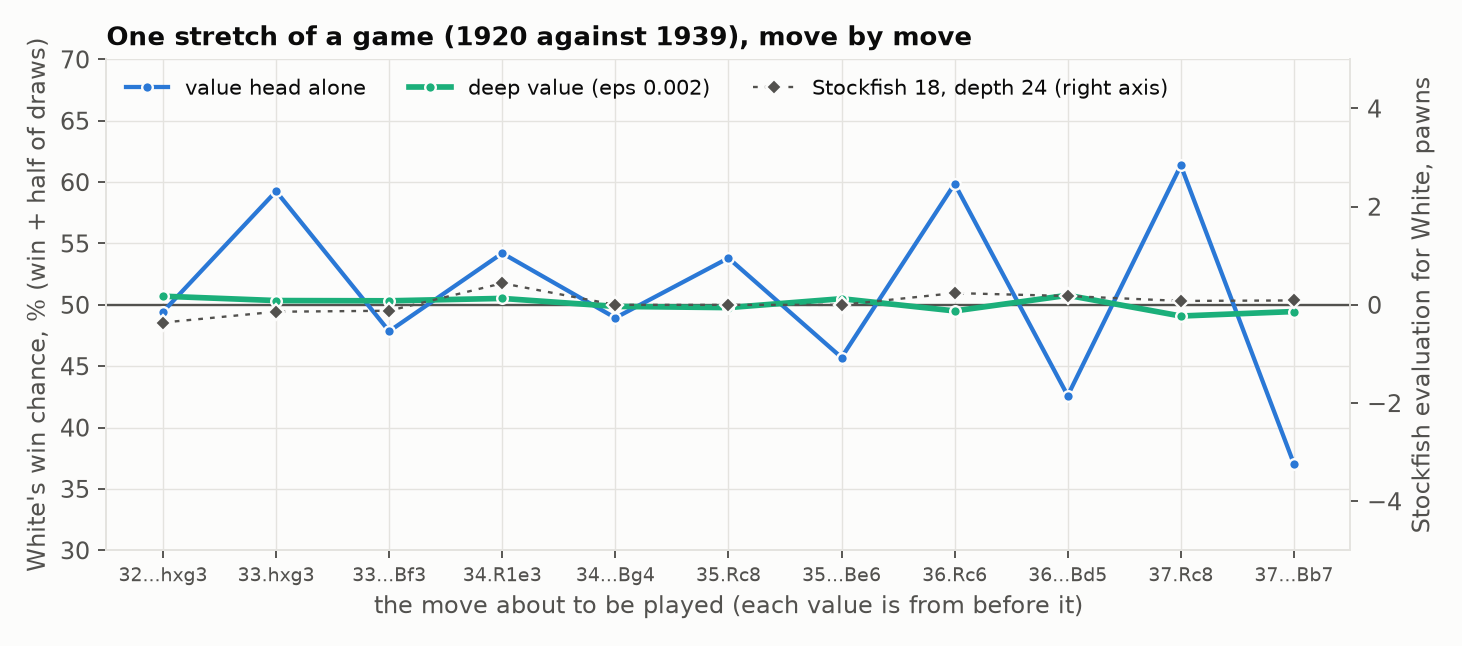 One stretch of a game (1920 against 1939), move by move
value head alone
deep value (eps 0.002)
Stockfish 18, depth 24 (right axis)
White's win chance, % (win + half of draws)
70
65
60
55
50
45
40
35
30
4
2
0
−2
−4
Stockfish evaluation for White, pawns
32...hxg3
33.hxg3
33...Bf3
34.R1e3
34...Bg4
35.Rc8
35...Be6
36.Rc6
36...Bd5
37.Rc8
37...Bb7
the move about to be played (each value is from before it)